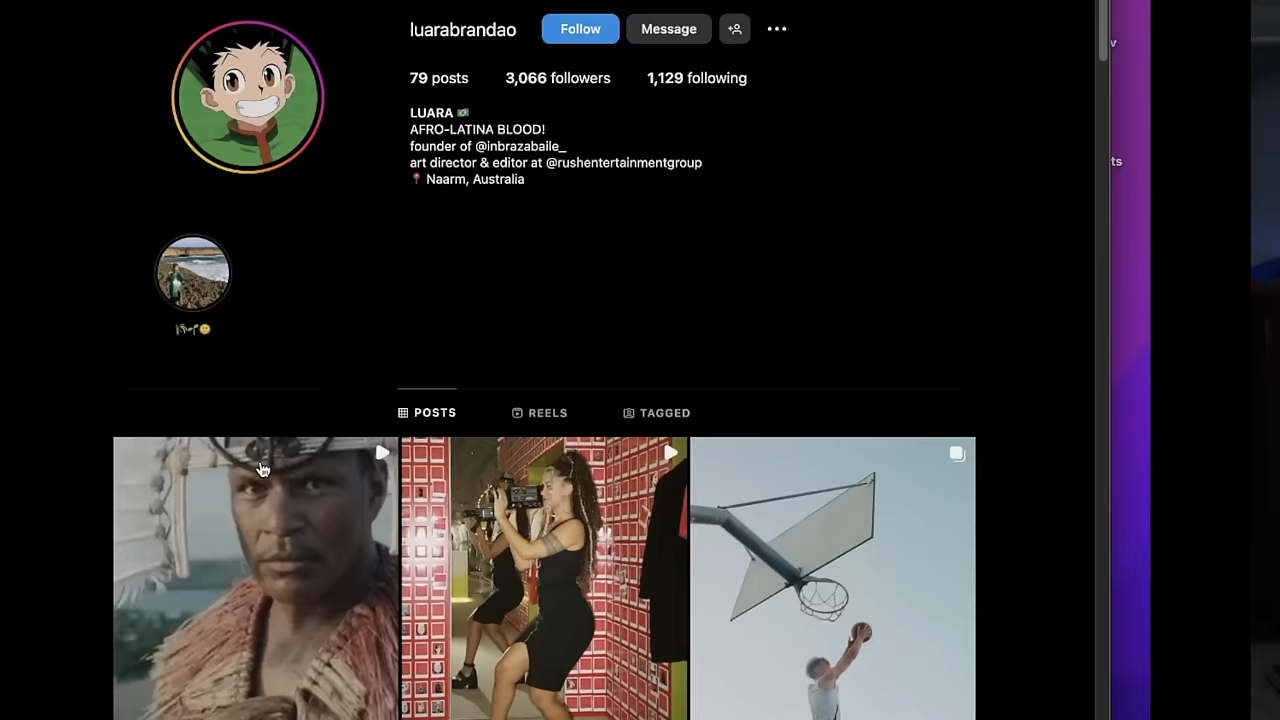 luarabrandao Follow Message
79 posts 3,066 followers 1,129 following
LUARA 🇧🇷
AFRO-LATINA BLOOD!
founder of @inbrazabaile_
art director & editor at @rushentertainmentgroup
📍 Naarm, Australia
POSTS REELS TAGGED
v
ts